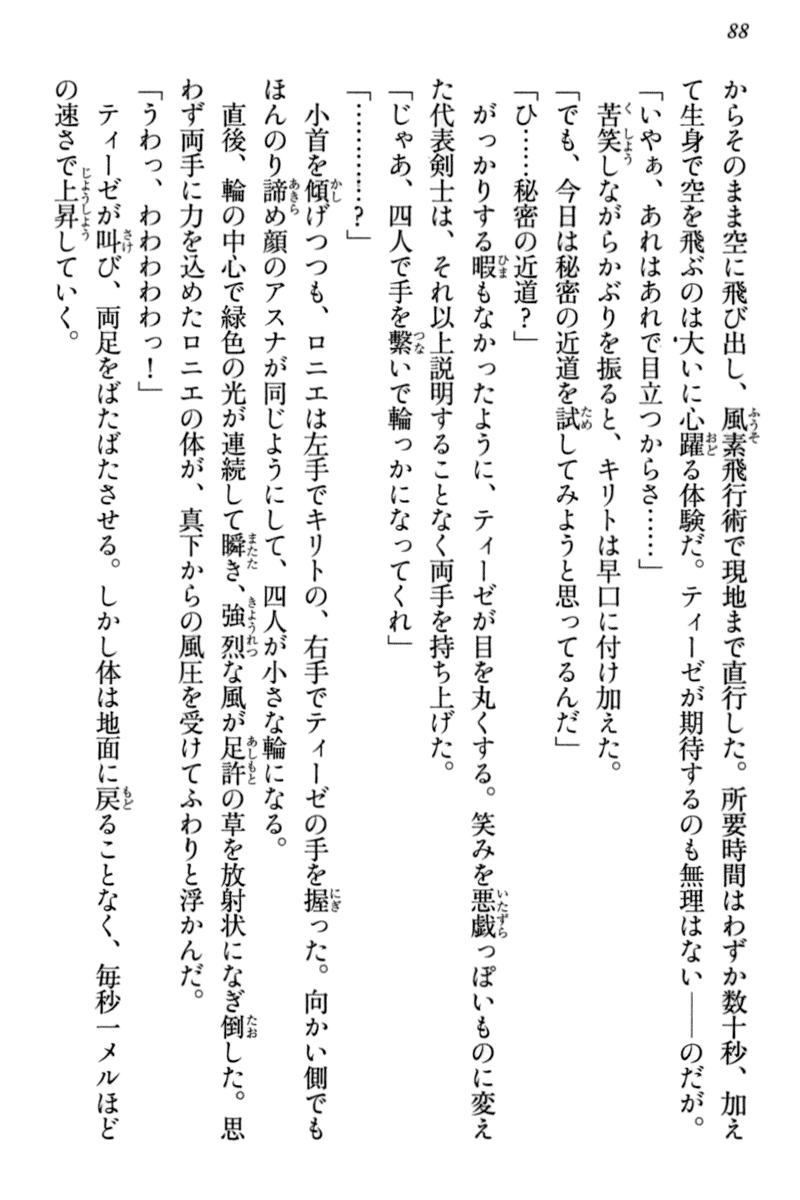 88
からそのまま空に飛び出し、風素飛行術で現地まで直行した。所要時間はわずか数十秒、加え
て生身で空を飛ぶのは大いに心躍る体験だ。ティーゼが期待するのも無理はない――のだが。
「いやぁ、あれはあれで目立つからさ……」
苦笑しながらかぶりを振ると、キリトは早口に付け加えた。
「でも、今日は秘密の近道を試してみようと思ってるんだ」
「ひ……秘密の近道？」
がっかりする暇もなかったように、ティーゼが目を丸くする。笑みを悪戯っぽいものに変え
た代表剣士は、それ以上説明することなく両手を持ち上げた。
「じゃあ、四人で手を繋いで輪っかになってくれ」
「…………？」
小首を傾げつつも、ロニエは左手でキリトの、右手でティーゼの手を握った。向かい側でも
ほんのり諦め顔のアスナが同じようにして、四人が小さな輪になる。
直後、輪の中心で緑色の光が連続して瞬き、強烈な風が足許の草を放射状になぎ倒した。思
わず両手に力を込めたロニエの体が、真下からの風圧を受けてふわりと浮かんだ。
「うわっ、わわわわわっ！」
ティーゼが叫び、両足をばたばたさせる。しかし体は地面に戻ることなく、毎秒一メルほど
の速さで上昇していく。